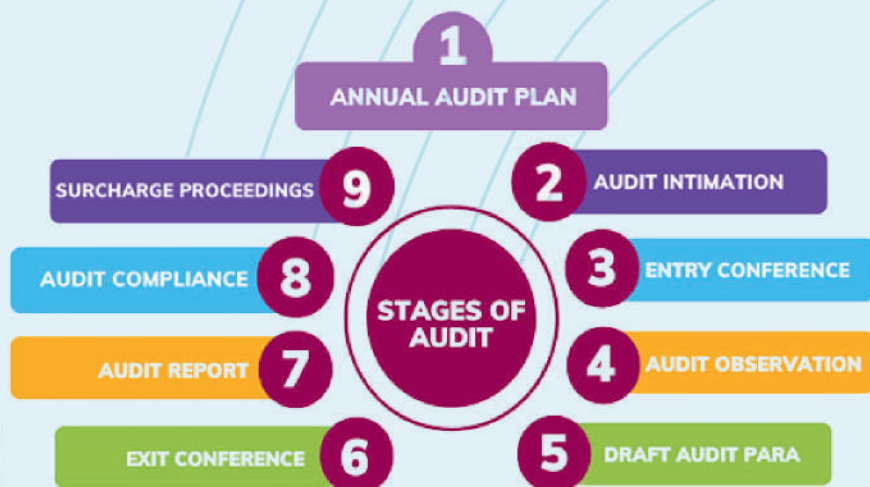 1
ANNUAL AUDIT PLAN
2
AUDIT INTIMATION
3
ENTRY CONFERENCE
4
AUDIT OBSERVATION
5
DRAFT AUDIT PARA
6
EXIT CONFERENCE
7
AUDIT REPORT
8
AUDIT COMPLIANCE
9
SURCHARGE PROCEEDINGS
STAGES OF
AUDIT